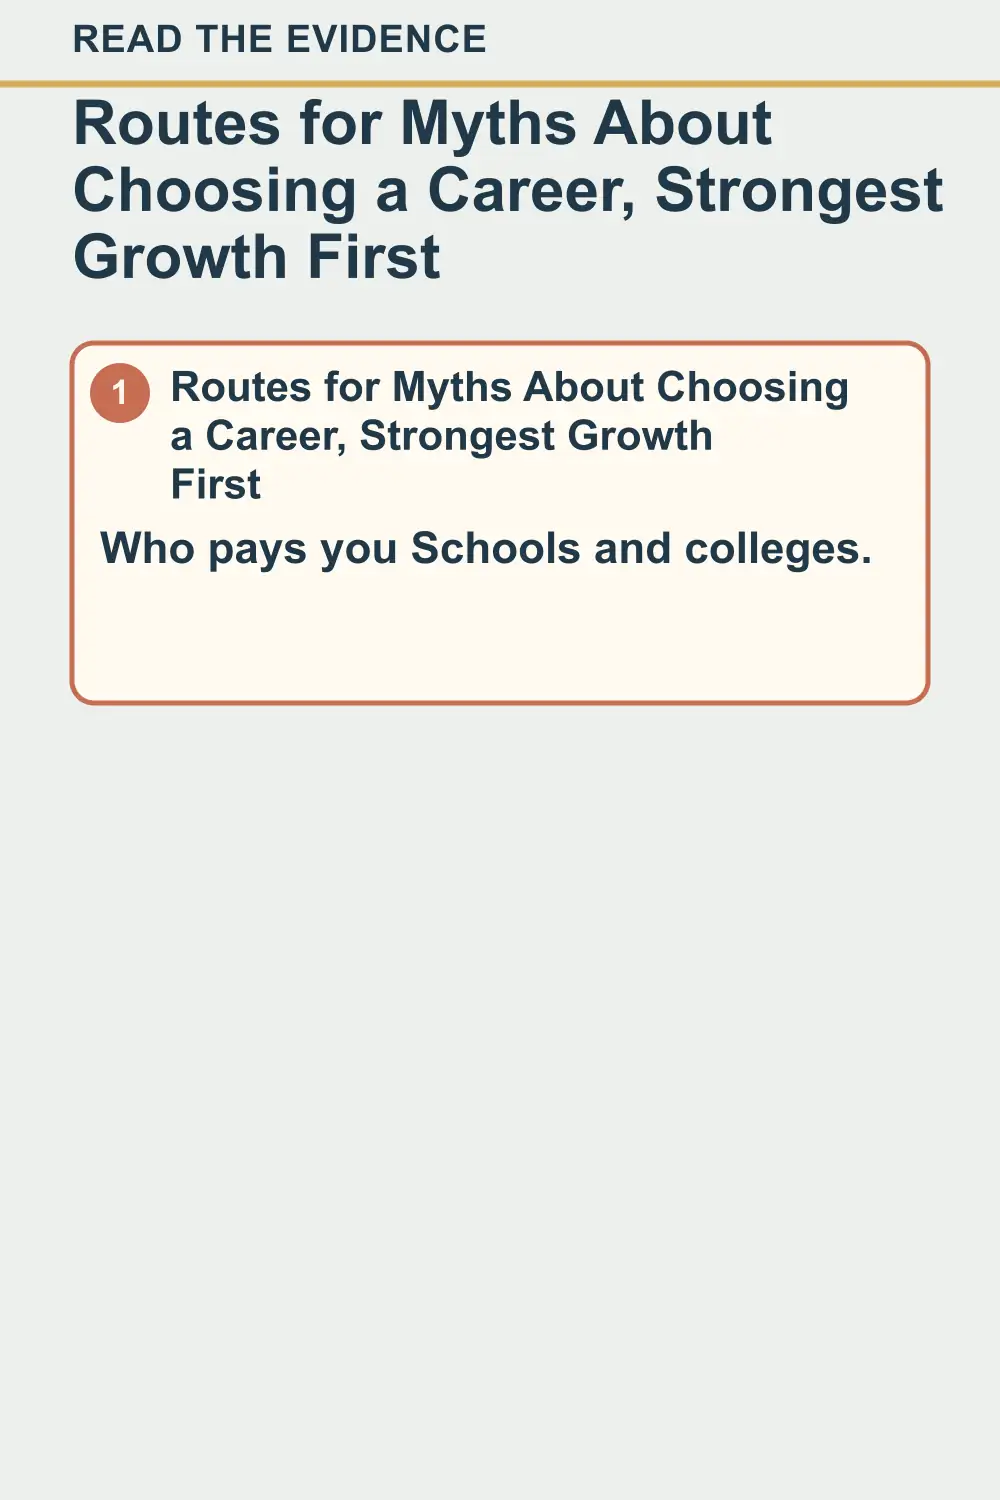 READ THE EVIDENCE
Routes for Myths About
Choosing a Career, Strongest
Growth First
1
Routes for Myths About Choosing
a Career, Strongest Growth
First
Who pays you Schools and colleges.